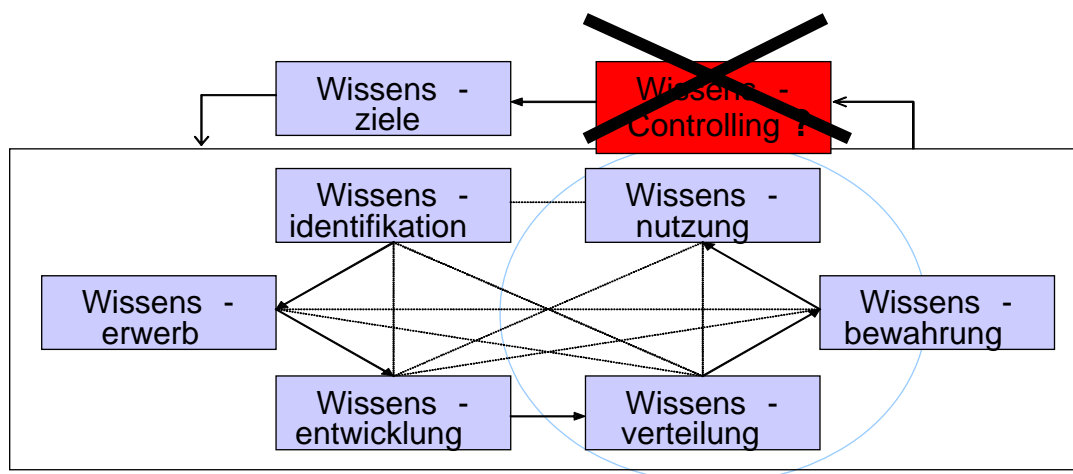 Wissens -
ziele
Wissens -
Controlling ?
Wissens -
identifikation
Wissens -
nutzung
Wissens -
erwerb
Wissens -
bewahrung
Wissens -
entwicklung
Wissens -
verteilung